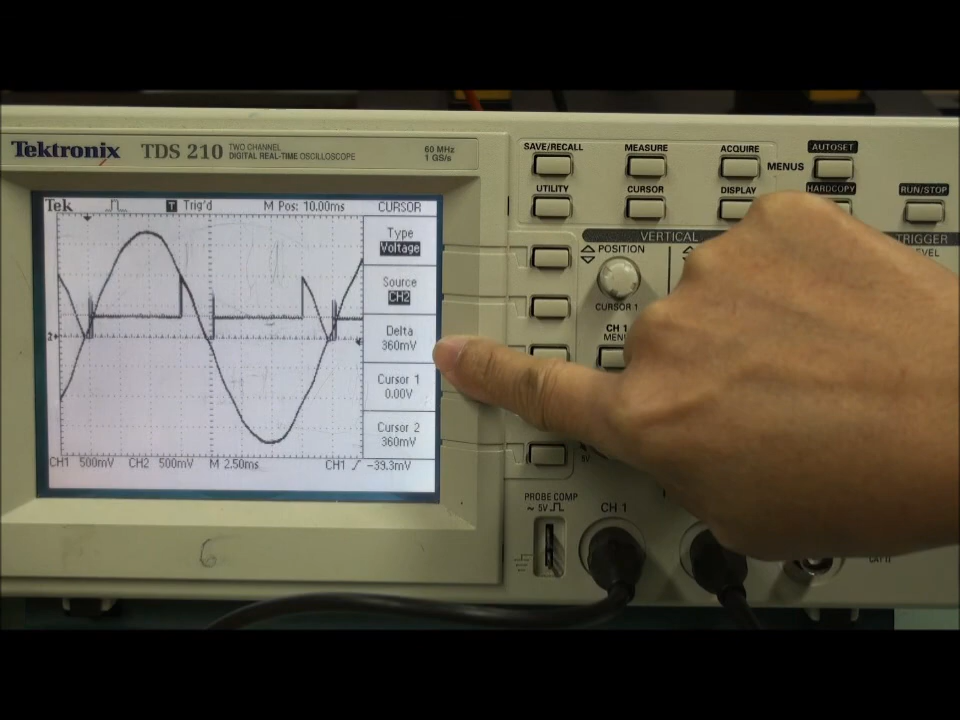 Tektronix TDS 210 TWO CHANNEL
DIGITAL REAL-TIME OSCILLOSCOPE
60 MHz
1 GS/s
Tek T Trig'd M Pos: 10.00ms CURSOR
Type
Voltage
Source
CH2
Delta
360mV
Cursor 1
0.00V
Cursor 2
360mV
2
CH1 500mV CH2 500mV M 2.50ms CH1 -39.3mV
SAVE/RECALL MEASURE ACQUIRE AUTOSET
MENUS
UTILITY CURSOR DISPLAY HARDCOPY RUN/STOP
VERTICAL TRIGGER
POSITION
CURSOR 1
CH 1
PROBE COMP
~ 5V
CH 1
6